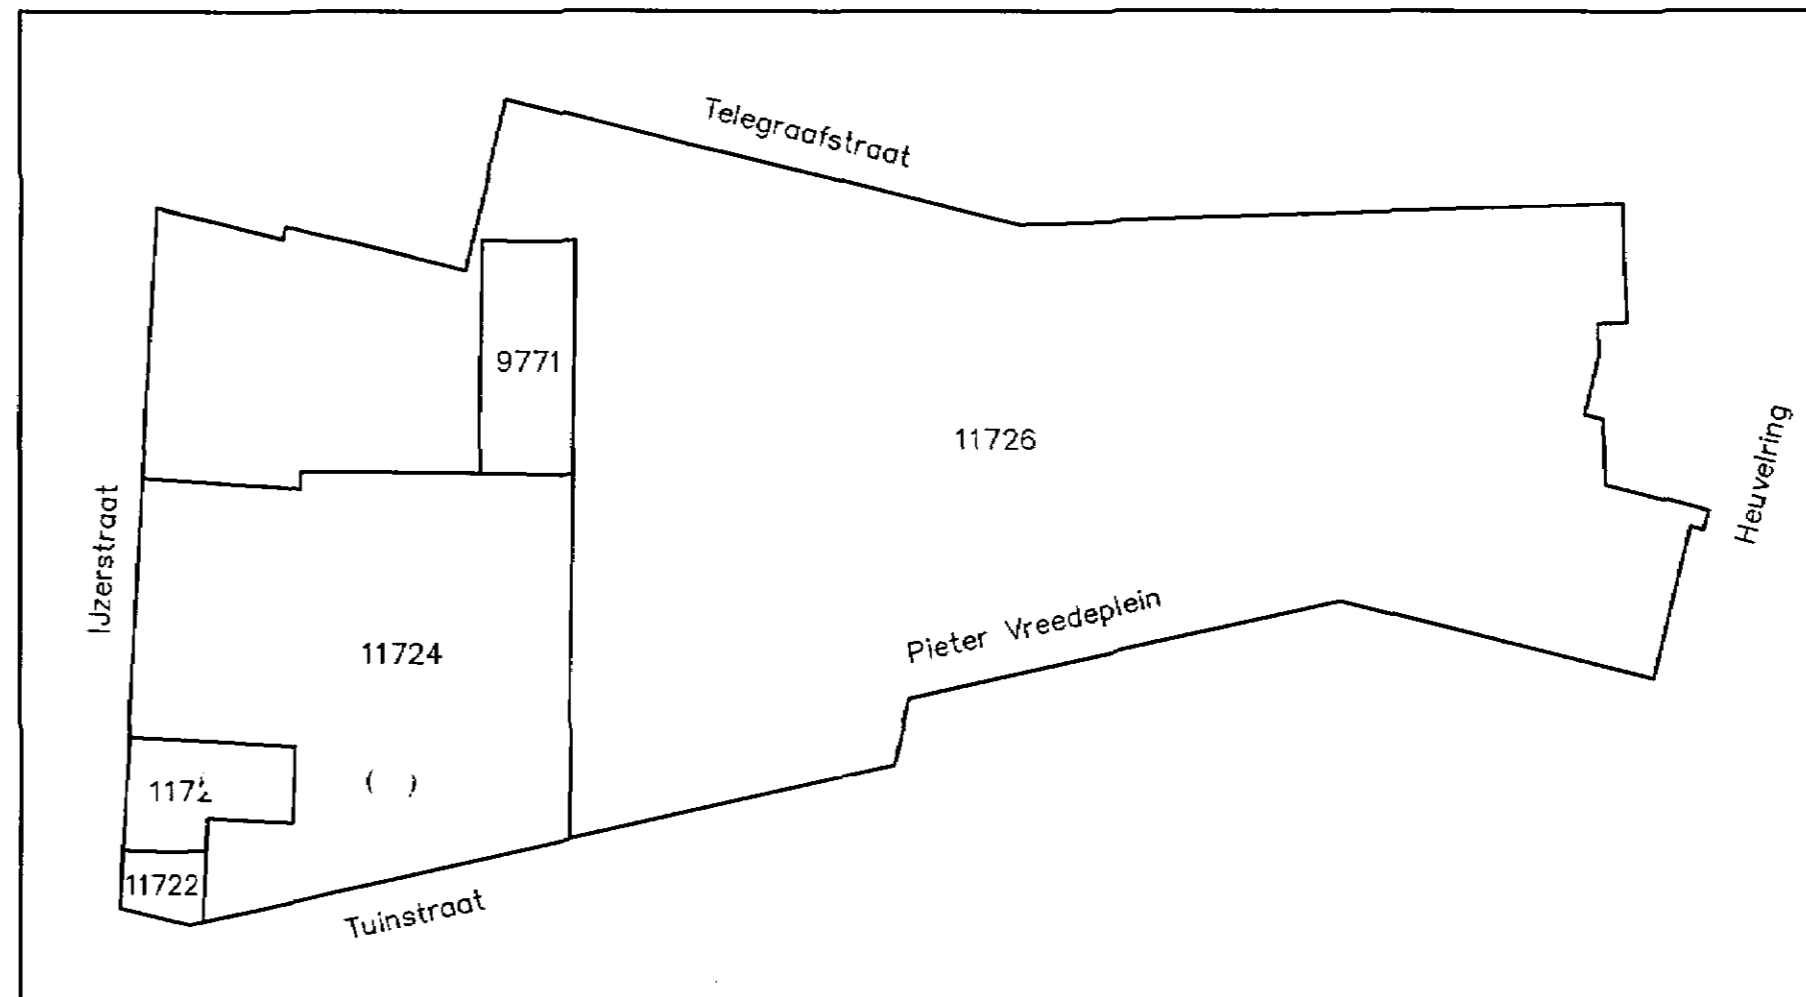 Telegraafstraat
9771
11726
Heuvelring
IJzerstraat
Pieter Vreedeplein
11724
( )
11722
Tuinstraat